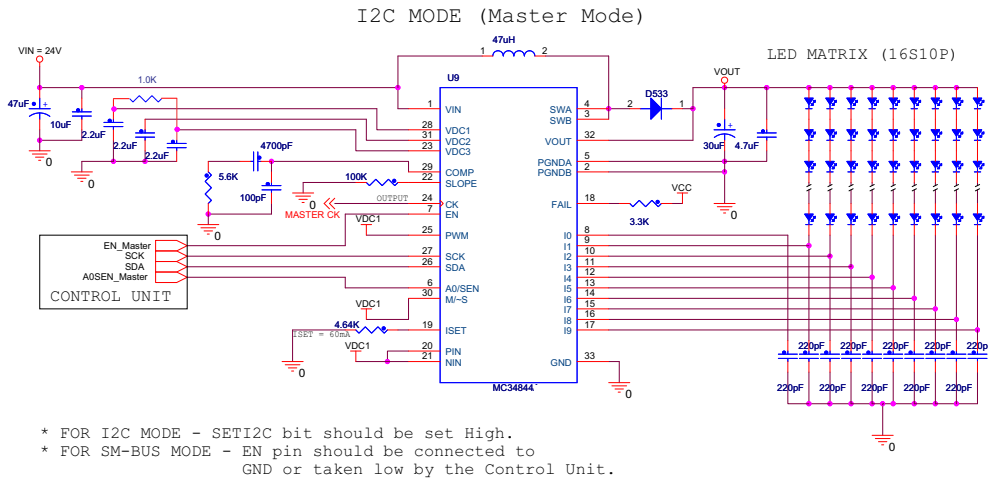 I2C MODE (Master Mode)
VIN = 24V
47uF
10uF
2.2uF
2.2uF
2.2uF
1.0K
47uH
1
2
U9
LED MATRIX (16S10P)
VOUT
D533
2
1
30uF
4.7uF
4700pF
5.6K
100pF
100K
0
0
0
0
0
0
0
0
OUTPUT
MASTER CK
VDC1
1 VIN
28 VDC1
31 VDC2
23 VDC3
29 COMP
22 SLOPE
24 CK
7 EN
25 PWM
27 SCK
26 SDA
6 A0/SEN
30 M/~S
19 ISET
20 PIN
21 NIN
SWA 4
SWB 3
VOUT 32
PGNDA 5
PGNDB 2
FAIL 18
I0 8
I1 9
I2 10
I3 11
I4 12
I5 13
I6 14
I7 15
I8 16
I9 17
GND 33
MC34844
VCC
3.3K
EN_Master
SCK
SDA
A0SEN_Master
CONTROL UNIT
VDC1
4.64K
ISET = 60mA
VDC1
220pF 220pF 220pF 220pF 220p
220pF 220pF 220pF 220pF 220pF
0
* FOR I2C MODE - SETI2C bit should be set High.
* FOR SM-BUS MODE - EN pin should be connected to
GND or taken low by the Control Unit.